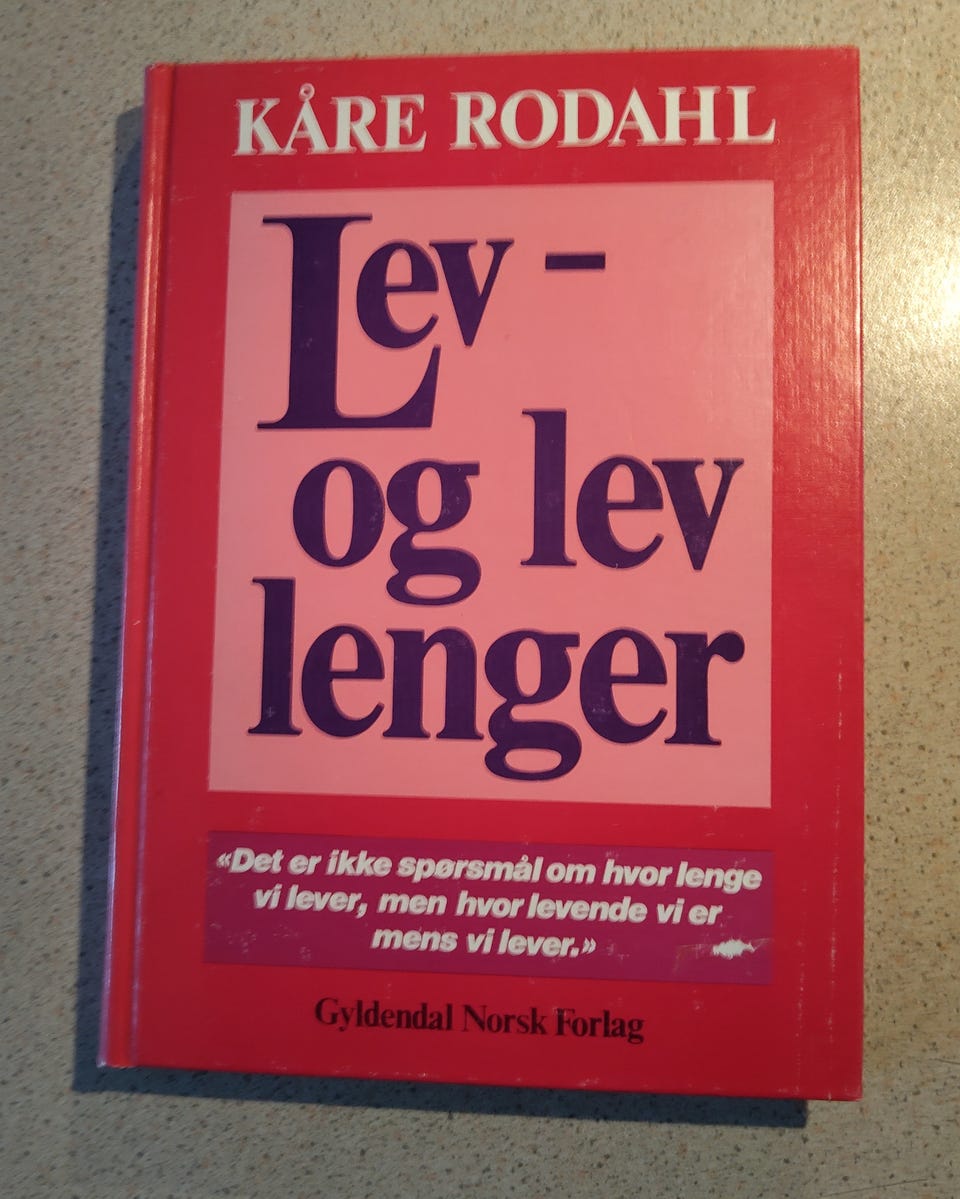 KÅRE RODAHL
Lev –
og lev
lenger
«Det er ikke spørsmål om hvor lenge
vi lever, men hvor levende vi er
mens vi lever.»
Gyldendal Norsk Forlag